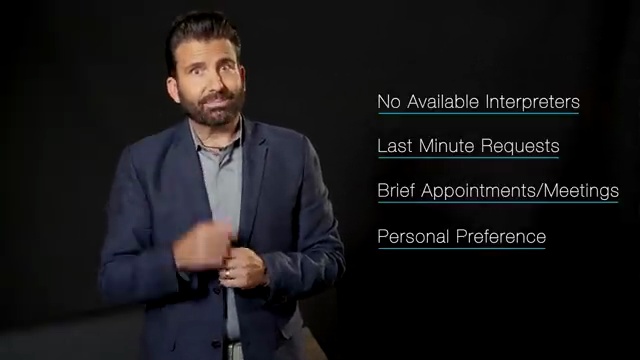 No Available Interpreters
Last Minute Requests
Brief Appointments/Meetings
Personal Preference